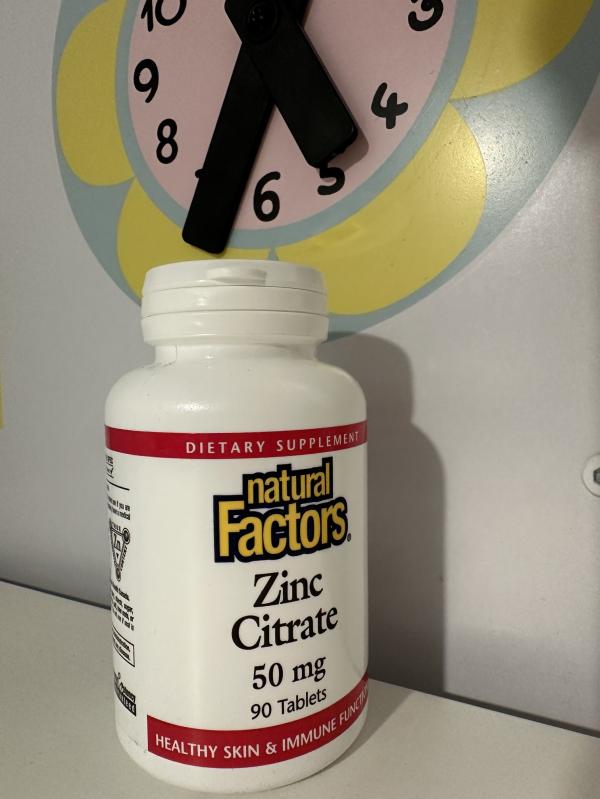 10
3
9
4
8
5
6
DIETARY SUPPLEMENT
natural
Factors®
Zinc
Citrate
50 mg
90 Tablets
HEALTHY SKIN & IMMUNE